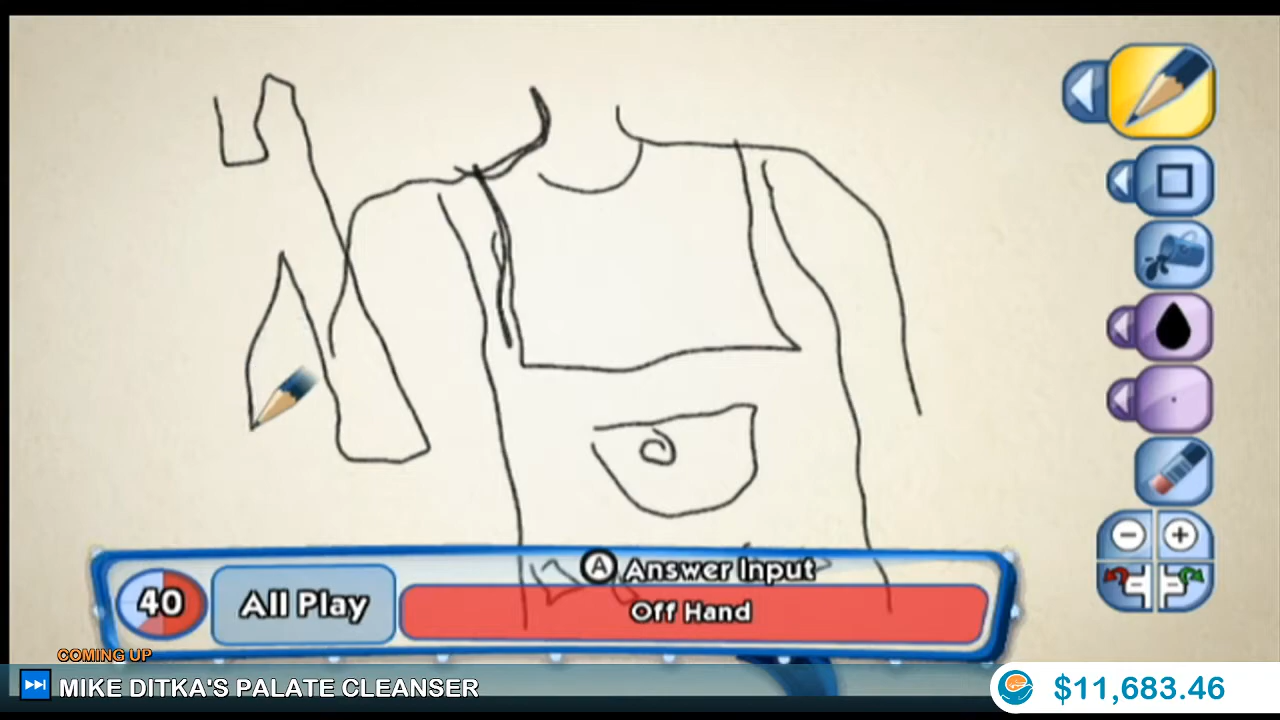 A Answer Input
40
All Play
Off Hand
COMING UP
MIKE DITKA'S PALATE CLEANSER
$11,683.46